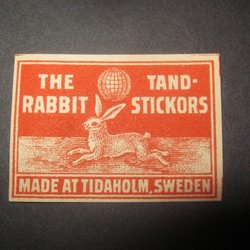 THE TAND-
RABBIT STICKORS
MADE AT TIDAHOLM, SWEDEN